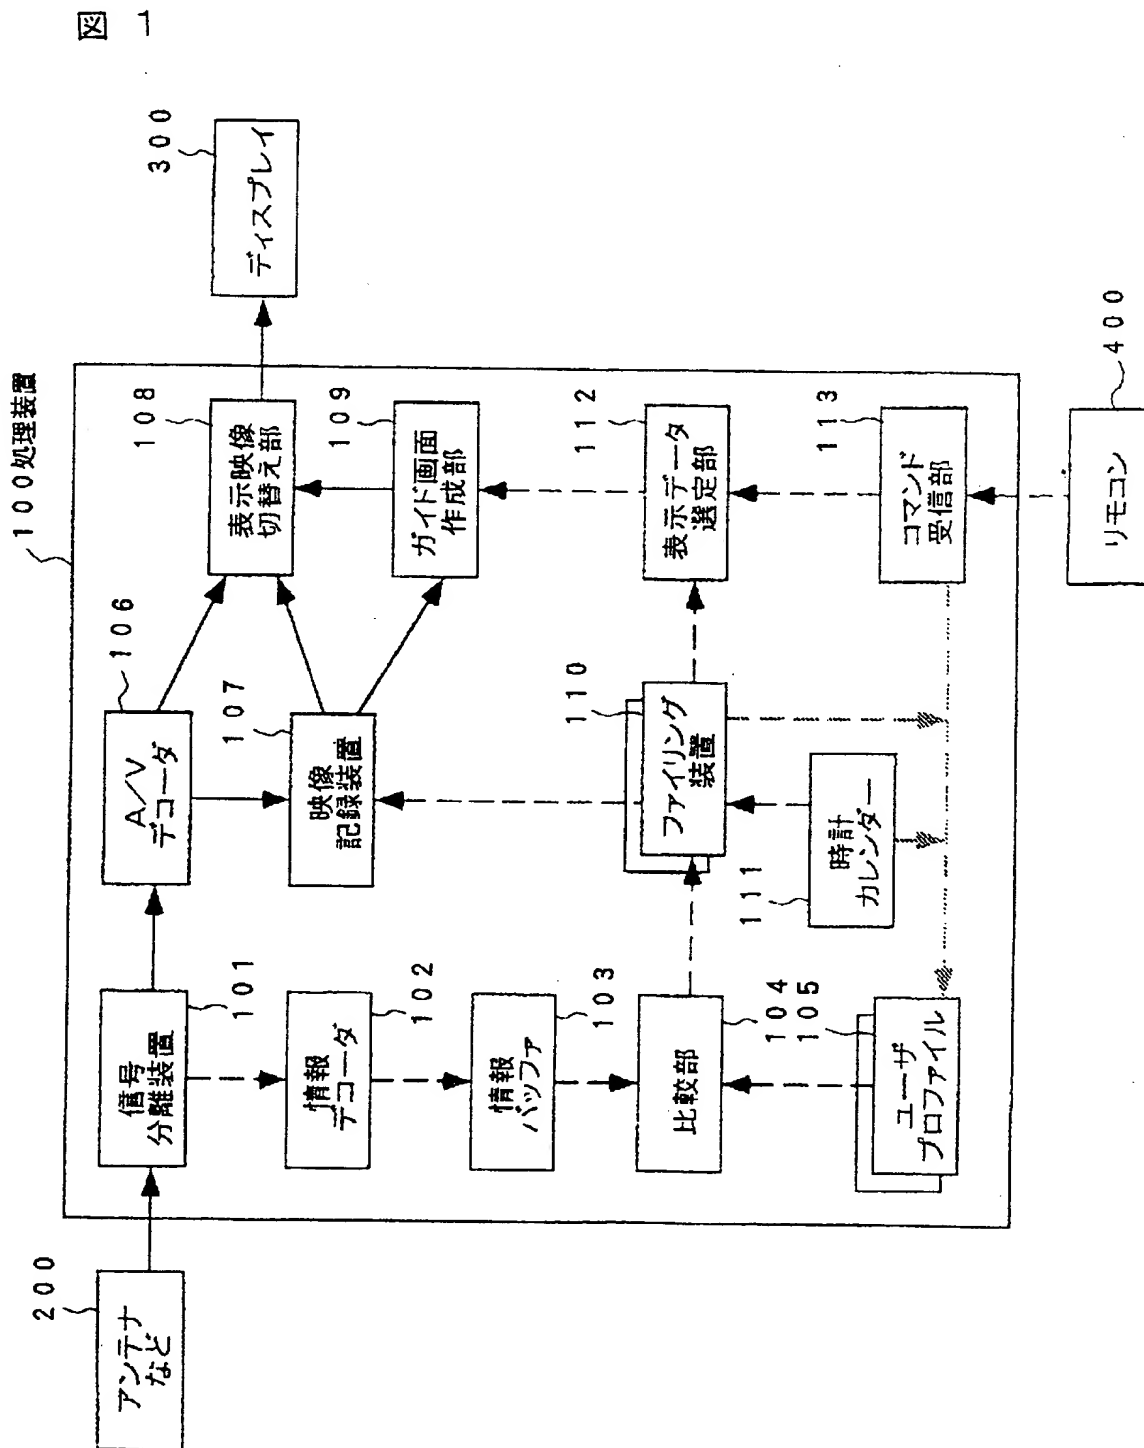 図 1
100処理装置
200
アンテナ
など
信号
分離装置
101
情報
デコーダ
102
情報
バッファ
103
比較部
104
105
ユーザ
プロファイル
A/V
デコーダ
106
映像
記録装置
107
ファイリング
装置
110
時計
カレンダー
111
表示映像
切替え部
108
ガイド画面
作成部
109
表示データ
選定部
112
コマンド
受信部
113
ディスプレイ
300
リモコン
400